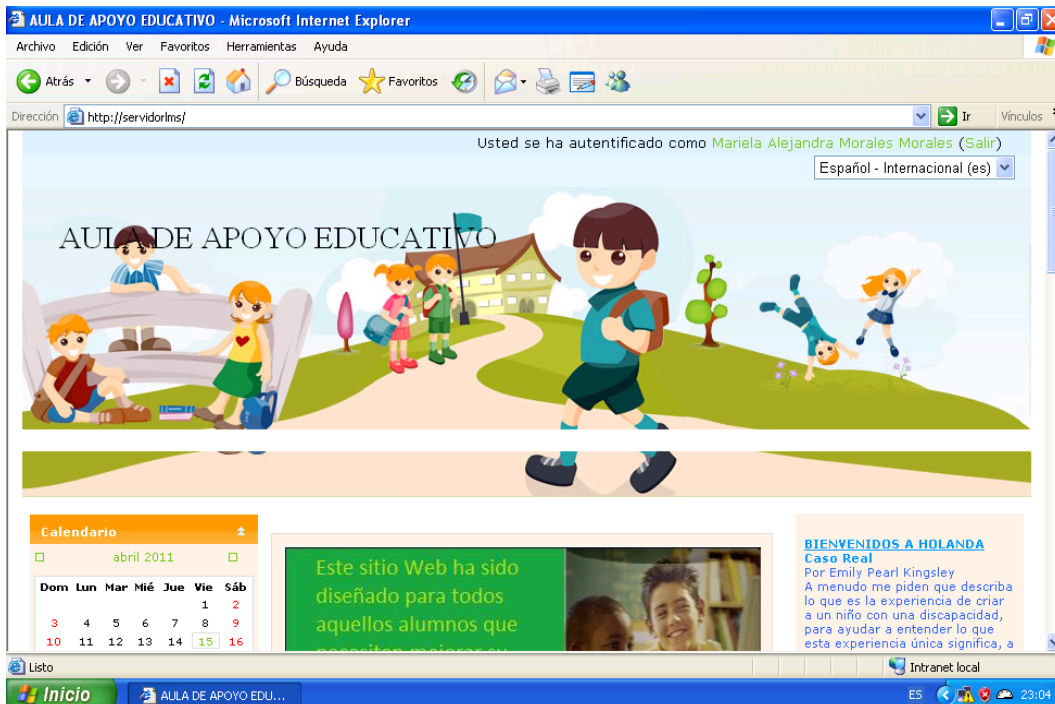 AULA DE APOYO EDUCATIVO - Microsoft Internet Explorer
Archivo Edición Ver Favoritos Herramientas Ayuda
Atrás Búsqueda Favoritos
Dirección http://servidorlms/ Ir Vínculos
Usted se ha autentificado como Mariela Alejandra Morales Morales (Salir)
Español - Internacional (es)
AULA DE APOYO EDUCATIVO
Calendario
abril 2011
Dom Lun Mar Mié Jue Vie Sáb
1 2
3 4 5 6 7 8 9
10 11 12 13 14 15 16
Este sitio Web ha sido
diseñado para todos
aquellos alumnos que
necesiten mejorar su
BIENVENIDOS A HOLANDA
Caso Real
Por Emily Pearl Kingsley
A menudo me piden que describa
lo que es la experiencia de criar
a un niño con una discapacidad,
para ayudar a entender lo que
esta experiencia única significa, a
Listo Intranet local
Inicio AULA DE APOYO EDU... ES 23:04